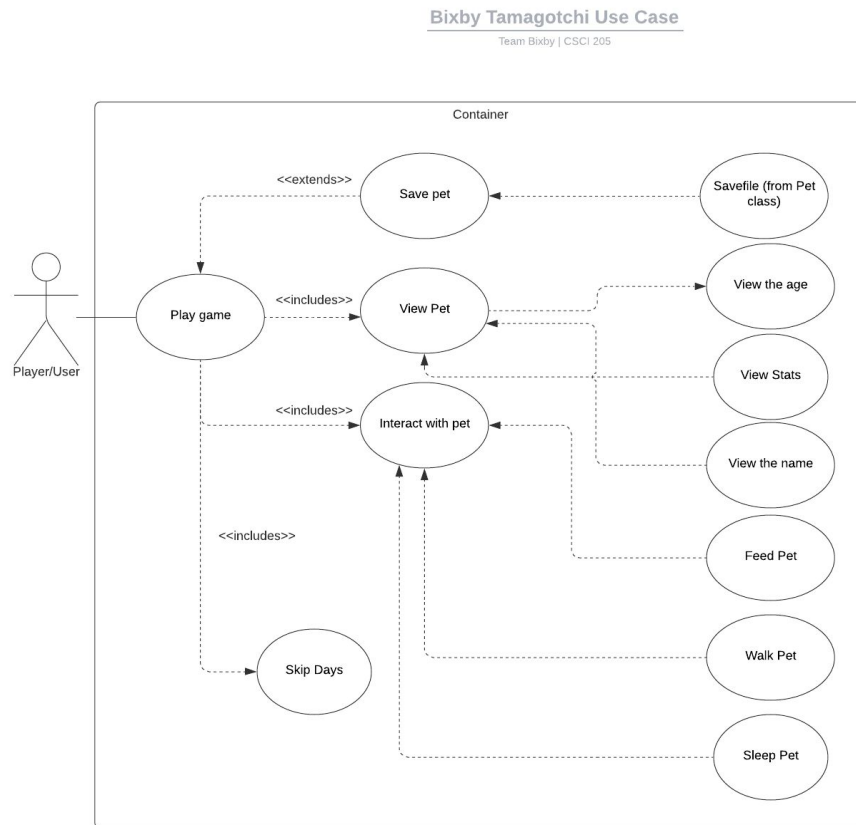 Bixby Tamagotchi Use Case
Team Bixby | CSCI 205
Container
<<extends>>
Save pet
Savefile (from Pet
class)
Play game
<<includes>>
View Pet
View the age
Player/User
View Stats
<<includes>>
Interact with pet
View the name
<<includes>>
Feed Pet
Skip Days
Walk Pet
Sleep Pet